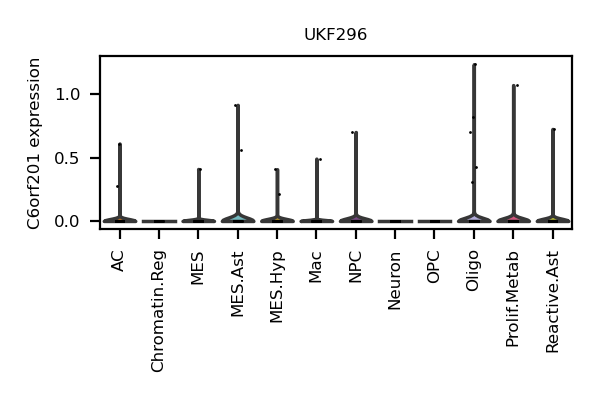 UKF296
C6orf201 expression
1.0
0.5
0.0
AC
Chromatin.Reg
MES
MES.Ast
MES.Hyp
Mac
NPC
Neuron
OPC
Oligo
Prolif.Metab
Reactive.Ast